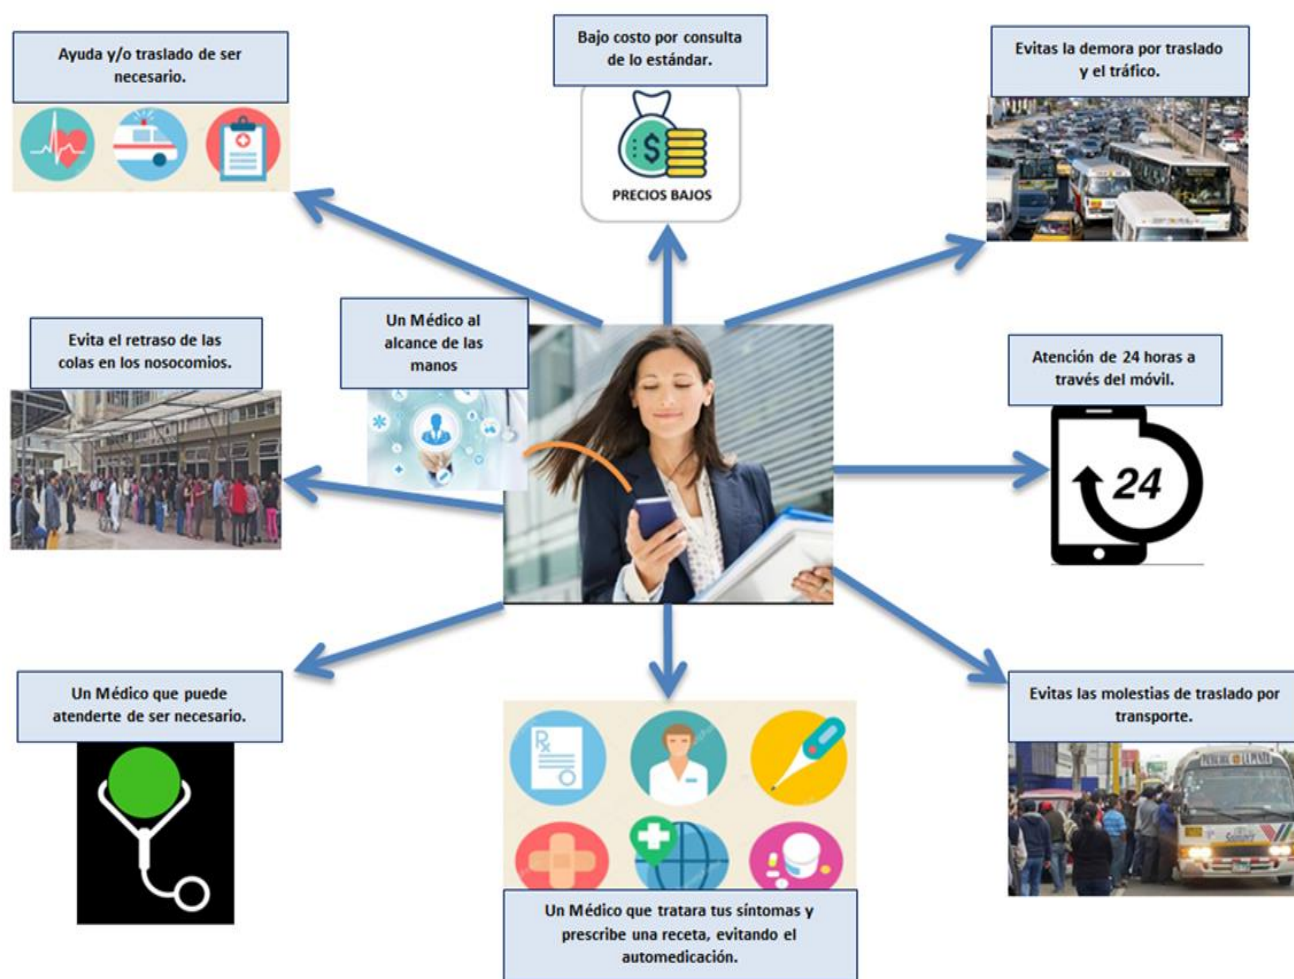 Ayuda y/o traslado de ser
necesario.
Bajo costo por consulta
de lo estándar.
PRECIOS BAJOS
Evitas la demora por traslado
y el tráfico.
Evita el retraso de las
colas en los nosocomios.
Un Médico al
alcance de las
manos
Atención de 24 horas a
través del móvil.
24
Un Médico que puede
atenderte de ser necesario.
Rx
Evitas las molestias de traslado por
transporte.
Un Médico que tratara tus síntomas y
prescribe una receta, evitando el
automedicación.